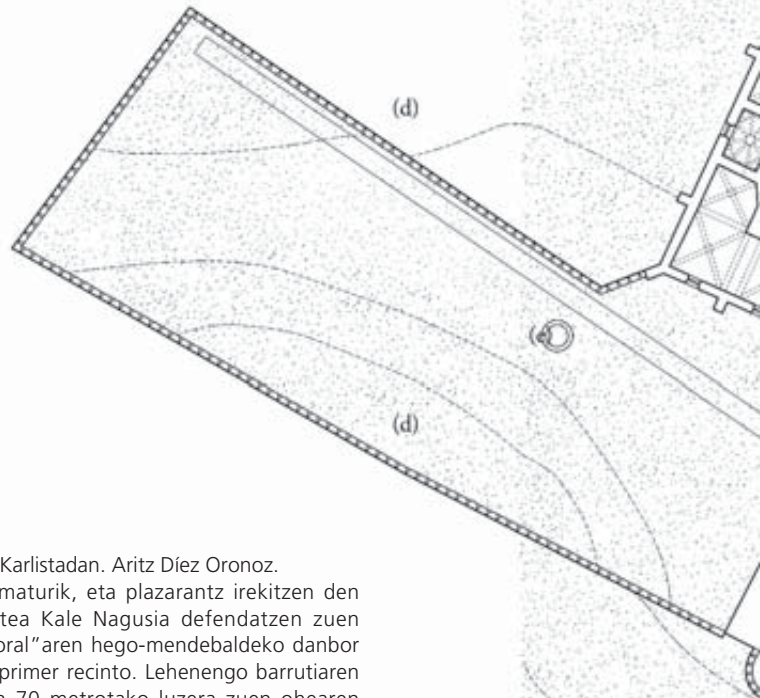 (d)
(d)
Karlistadan. Aritz Díez Oronoz.
maturik, eta plazarantz irekitzen den
tea Kale Nagusia defendatzen zuen
oral”aren hego-mendebaldeko danbor
primer recinto. Lehenengo barrutiaren
70 metrotako luzera zuen ohearen